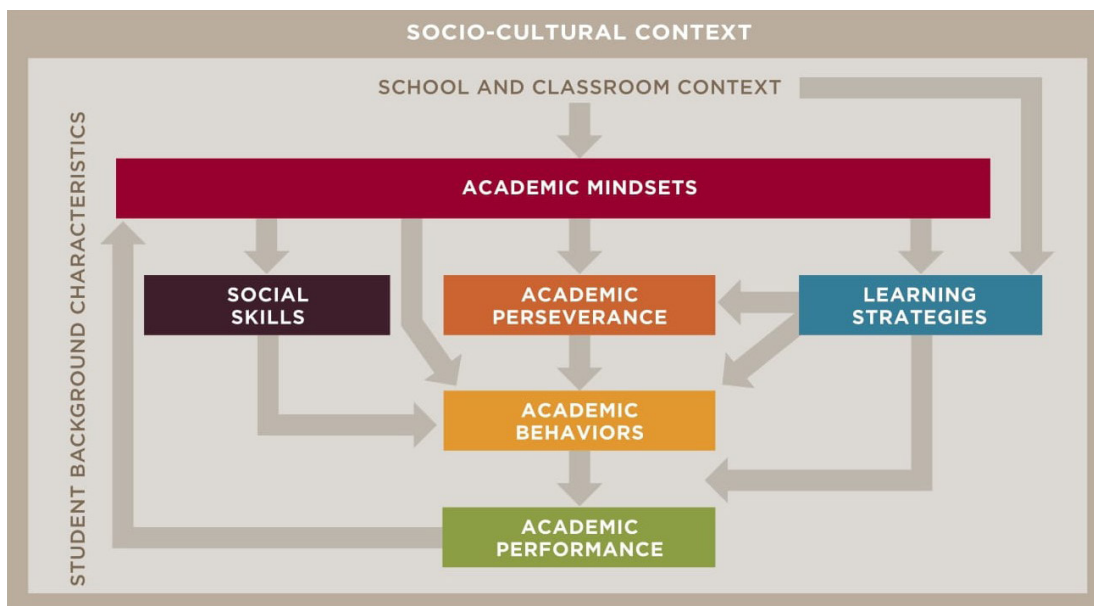 SOCIO-CULTURAL CONTEXT
SCHOOL AND CLASSROOM CONTEXT
STUDENT BACKGROUND CHARACTERISTICS
ACADEMIC MINDSETS
SOCIAL
SKILLS
ACADEMIC
PERSEVERANCE
LEARNING
STRATEGIES
ACADEMIC
BEHAVIORS
ACADEMIC
PERFORMANCE